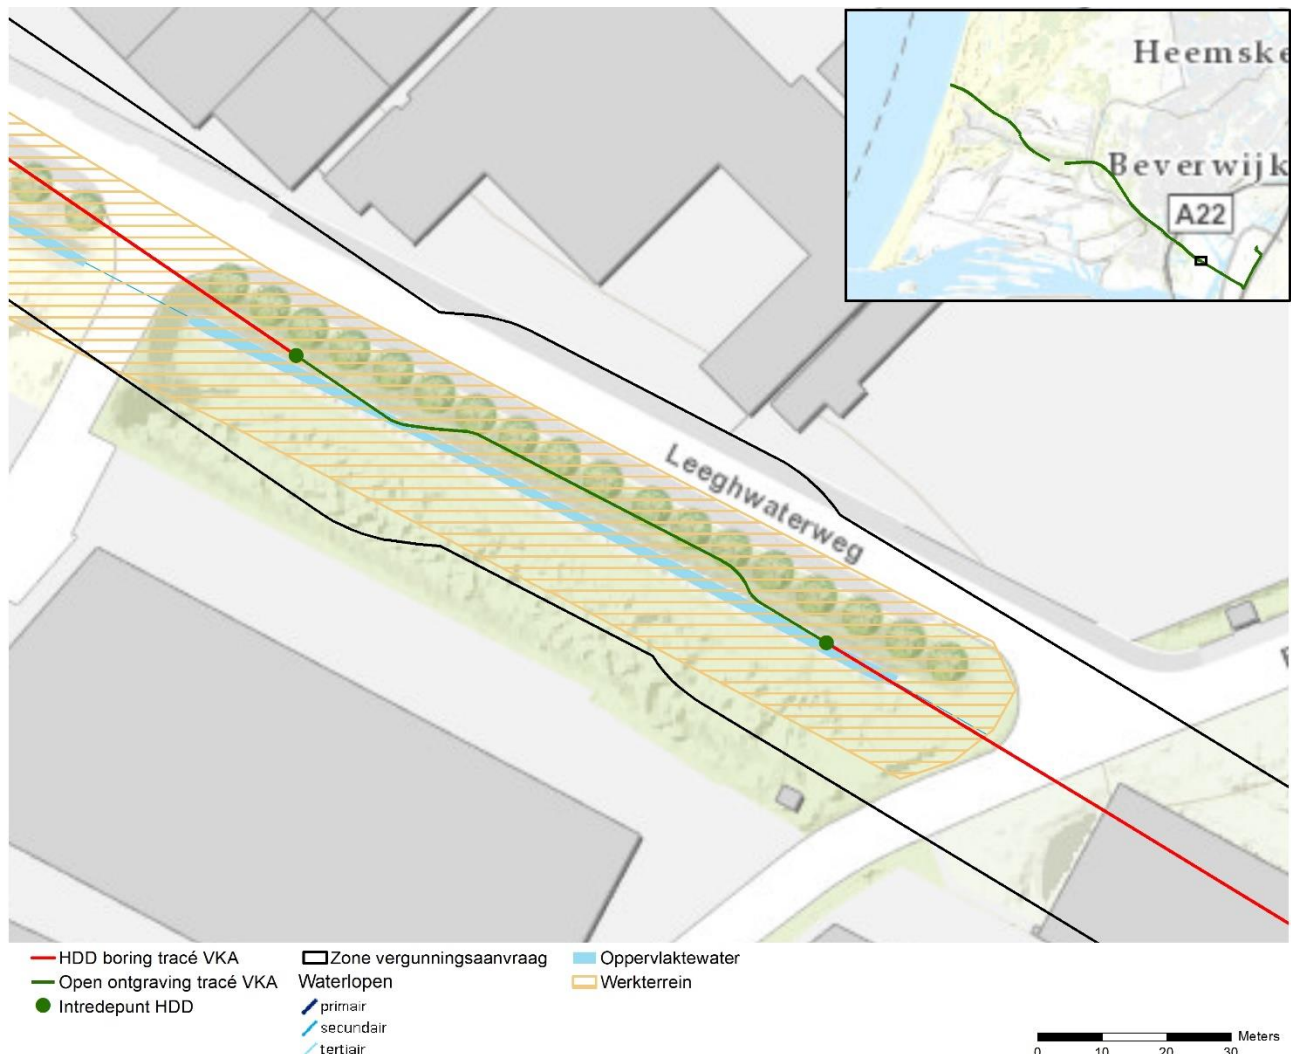 Heemske
Beverwijk
A22
Leeghwaterweg
HDD boring tracé VKA
Open ontgraving tracé VKA
Intredepunt HDD
Zone vergunningsaanvraag
Waterlopen
primair
secundair
tertiair
Oppervlaktewater
Werkterrein
Meters
0 10 20 30